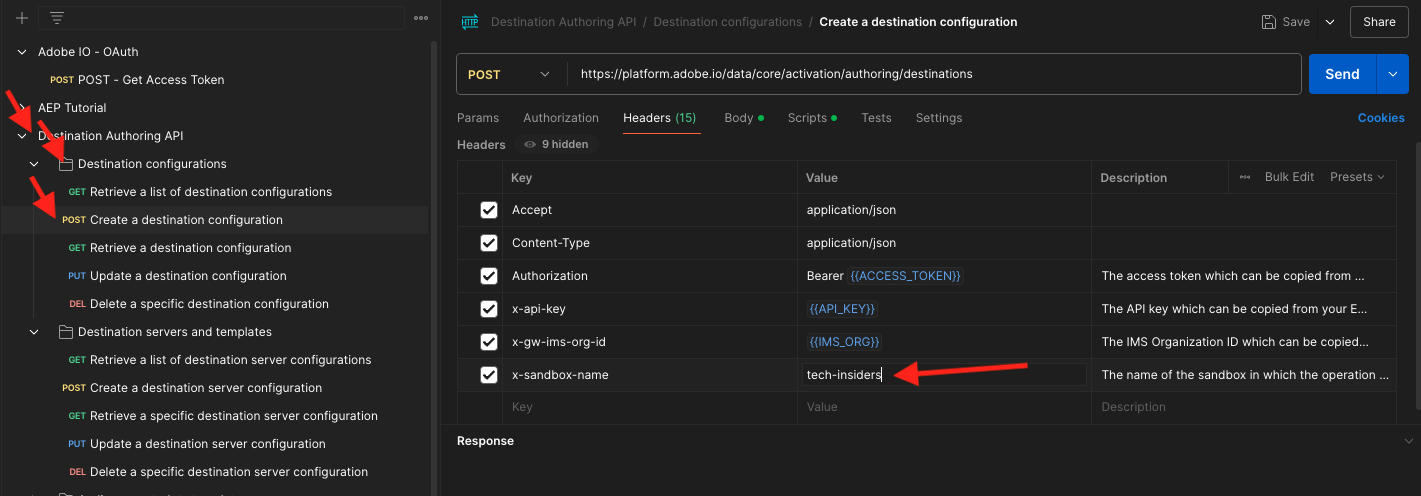 Adobe IO - OAuth
POST POST - Get Access Token
AEP Tutorial
Destination Authoring API
Destination configurations
GET Retrieve a list of destination configurations
POST Create a destination configuration
GET Retrieve a destination configuration
PUT Update a destination configuration
DEL Delete a specific destination configuration
Destination servers and templates
GET Retrieve a list of destination server configurations
POST Create a destination server configuration
GET Retrieve a specific destination server configuration
PUT Update a destination server configuration
DEL Delete a specific destination server configuration
HTTP Destination Authoring API / Destination configurations / Create a destination configuration
Save Share
POST https://platform.adobe.io/data/core/activation/authoring/destinations Send
Params Authorization Headers (15) Body Scripts Tests Settings Cookies
Headers 9 hidden
Key Value Description Bulk Edit Presets
Accept application/json
Content-Type application/json
Authorization Bearer {{ACCESS_TOKEN}} The access token which can be copied from ...
x-api-key {{API_KEY}} The API key which can be copied from your E...
x-gw-ims-org-id {{IMS_ORG}} The IMS Organization ID which can be copied...
x-sandbox-name tech-insiders The name of the sandbox in which the operation ...
Key Value Description
Response